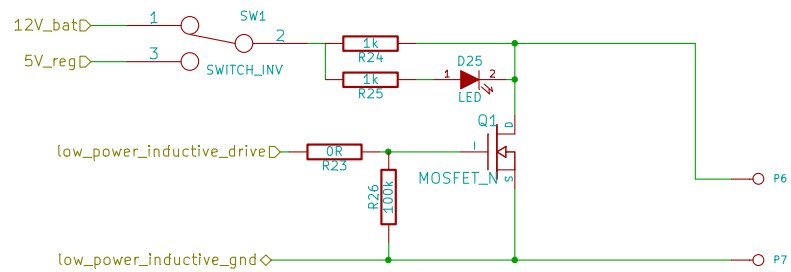 12V_bat
1
SW1
2
5V_reg
3
SWITCH_INV
1k
R24
1k
R25
D25
1
2
LED
low_power_inductive_drive
0R
R23
Q1
D
I
S
MOSFET_N
R26
100k
P6
low_power_inductive_gnd
P7